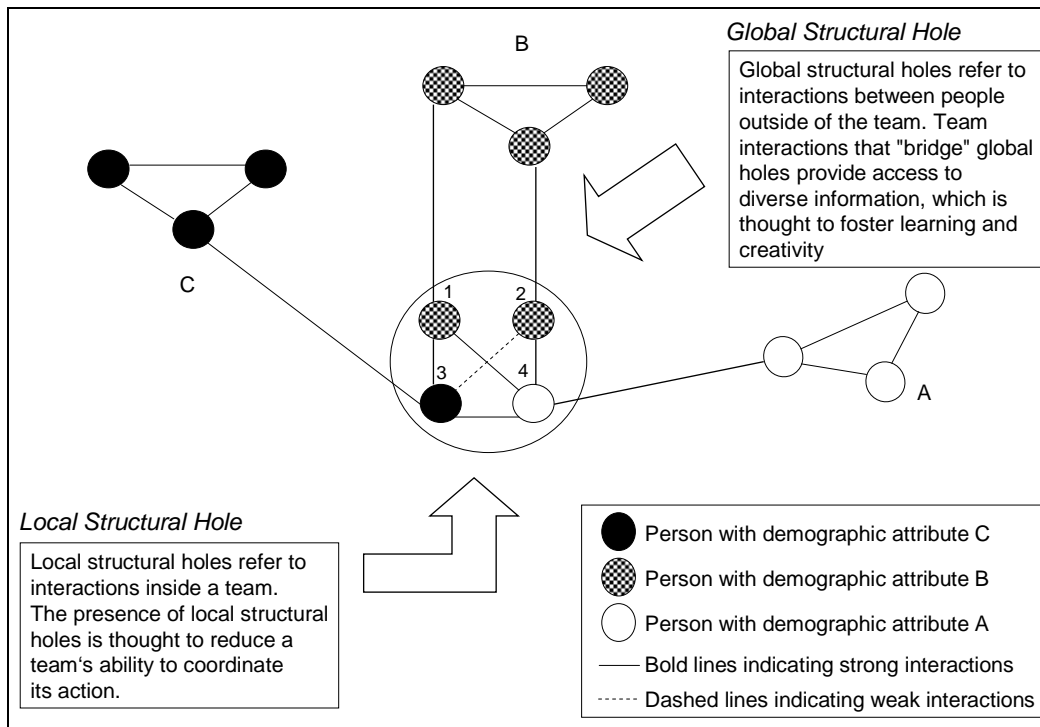 Global Structural Hole
B
Global structural holes refer to
interactions between people
outside of the team. Team
interactions that "bridge" global
holes provide access to
diverse information, which is
thought to foster learning and
creativity
C
1
2
3
4
A
Local Structural Hole
Local structural holes refer to
interactions inside a team.
The presence of local structural
holes is thought to reduce a
team‘s ability to coordinate
its action.
Person with demographic attribute C
Person with demographic attribute B
Person with demographic attribute A
Bold lines indicating strong interactions
Dashed lines indicating weak interactions